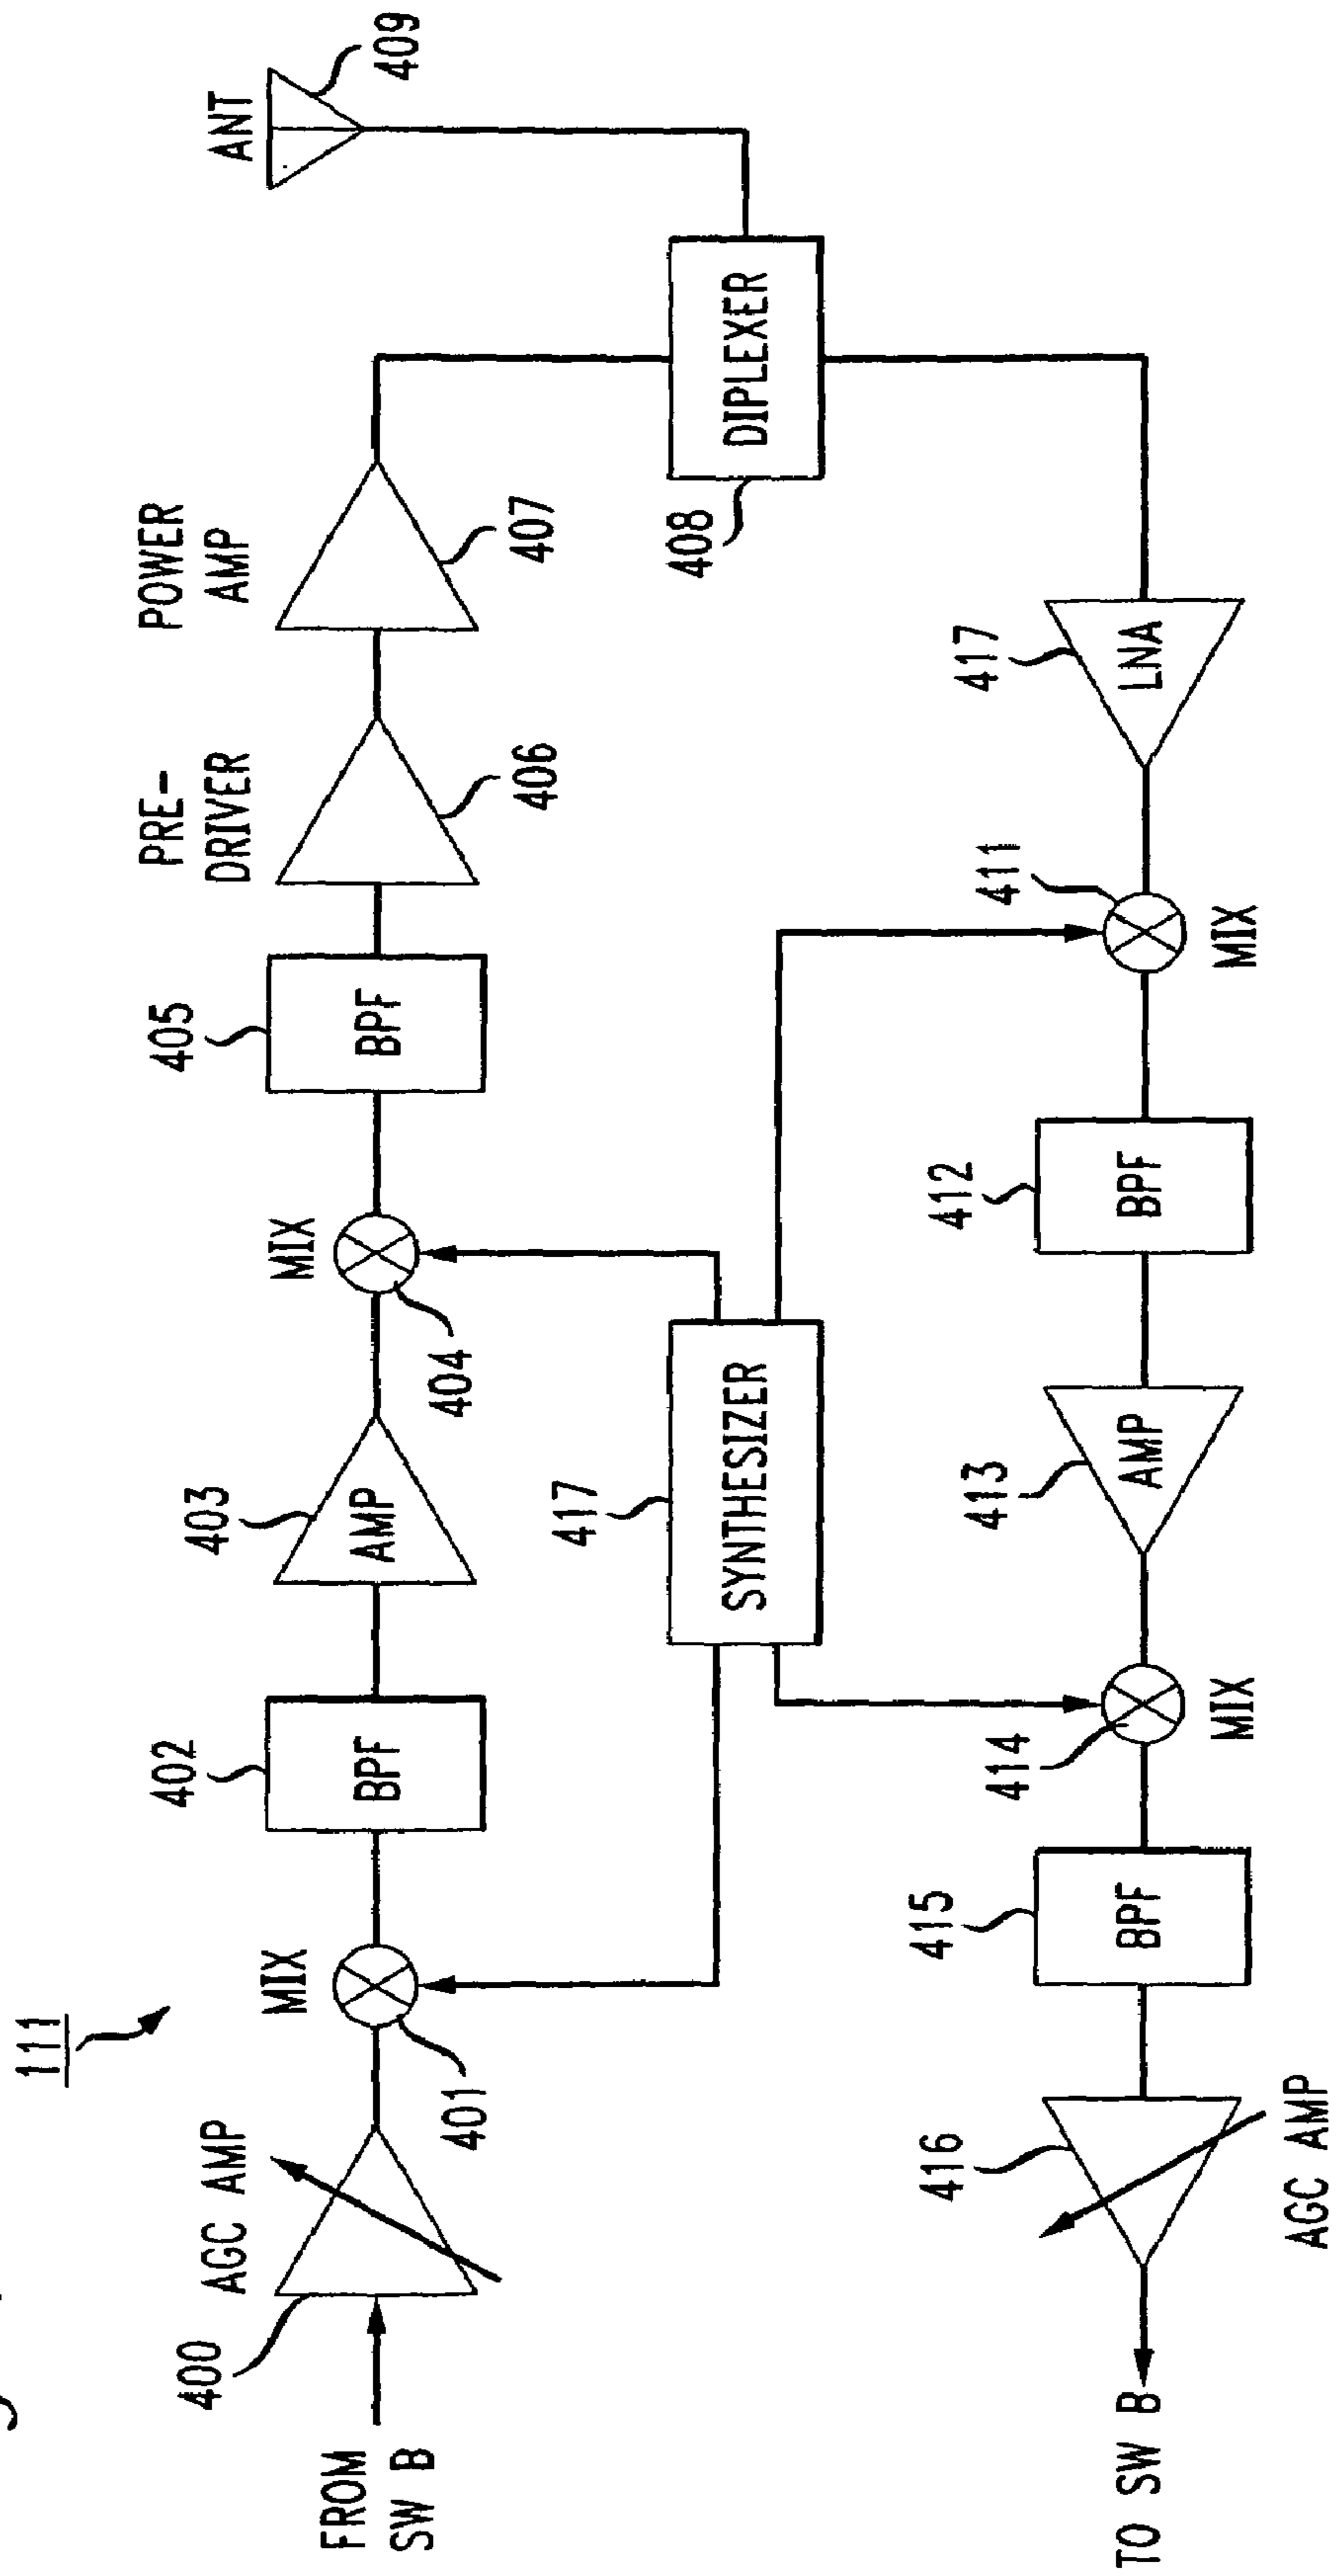 111
FROM
SW B
400
AGC AMP
401
MIX
402
BPF
403
AMP
404
MIX
405
BPF
PRE-
DRIVER
406
POWER
AMP
407
ANT
409
408
DIPLEXER
417
SYNTHESIZER
417
LNA
411
MIX
412
BPF
413
AMP
414
MIX
415
BPF
416
AGC AMP
TO SW B